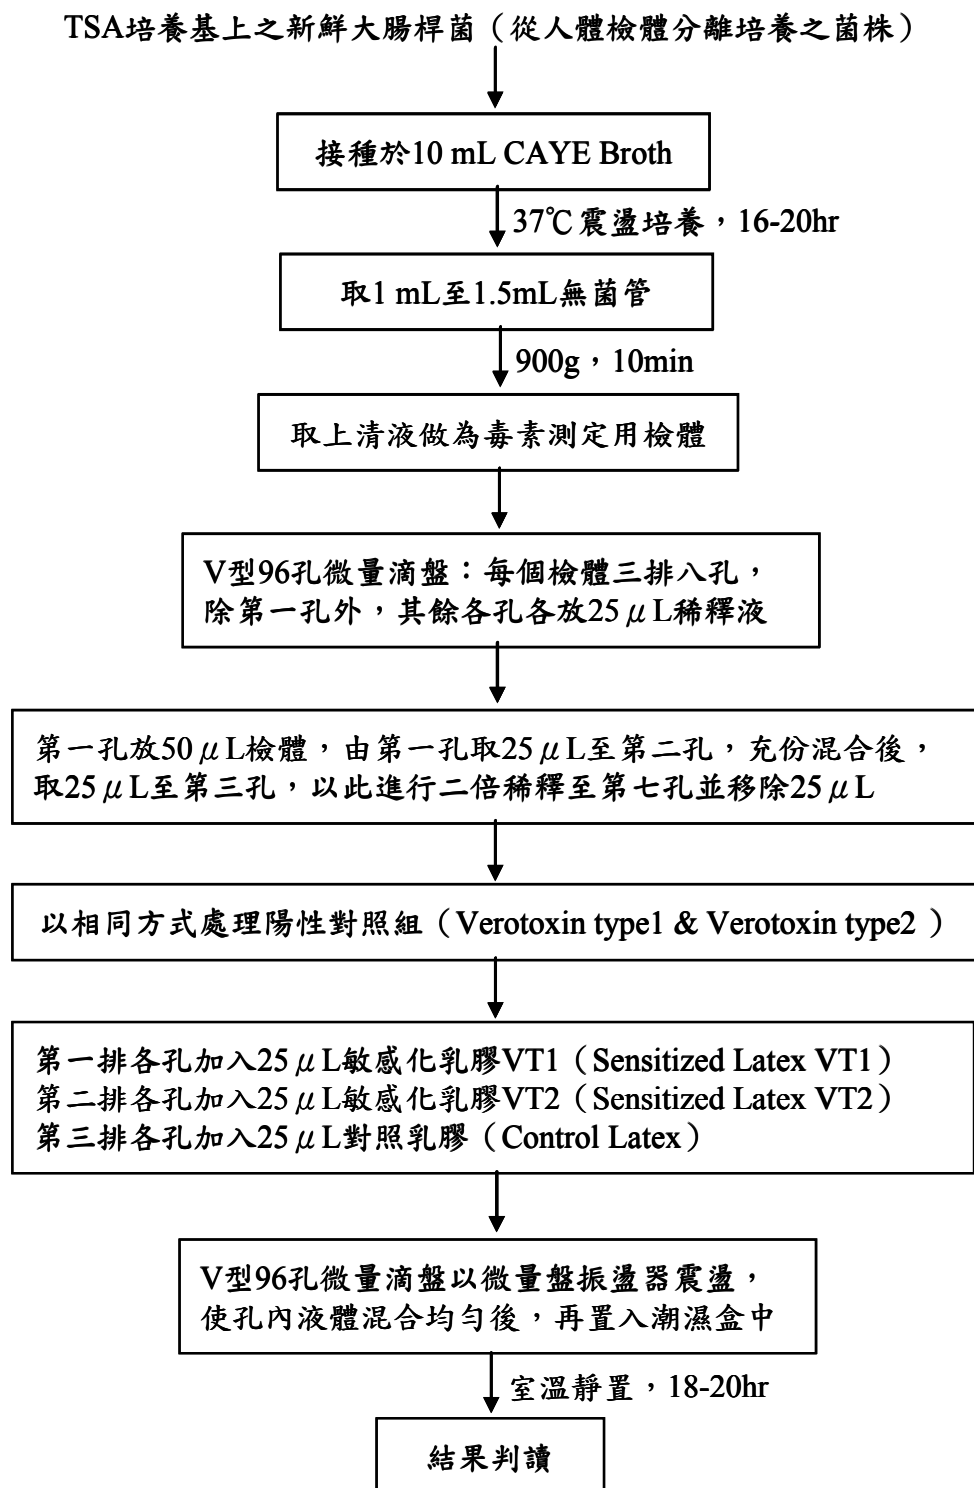 TSA培養基上之新鮮大腸桿菌（從人體檢體分離培養之菌株）
接種於10 mL CAYE Broth
37℃震盪培養，16-20hr
取1 mL至1.5mL無菌管
900g，10min
取上清液做為毒素測定用檢體
V型96孔微量滴盤：每個檢體三排八孔，
除第一孔外，其餘各孔各放25μL稀釋液
第一孔放50μL檢體，由第一孔取25μL至第二孔，充份混合後，
取25μL至第三孔，以此進行二倍稀釋至第七孔並移除25μL
以相同方式處理陽性對照組（Verotoxin type1 & Verotoxin type2）
第一排各孔加入25μL敏感化乳膠VT1（Sensitized Latex VT1）
第二排各孔加入25μL敏感化乳膠VT2（Sensitized Latex VT2）
第三排各孔加入25μL對照乳膠（Control Latex）
V型96孔微量滴盤以微量盤振盪器震盪，
使孔內液體混合均勻後，再置入潮濕盒中
室溫靜置，18-20hr
結果判讀